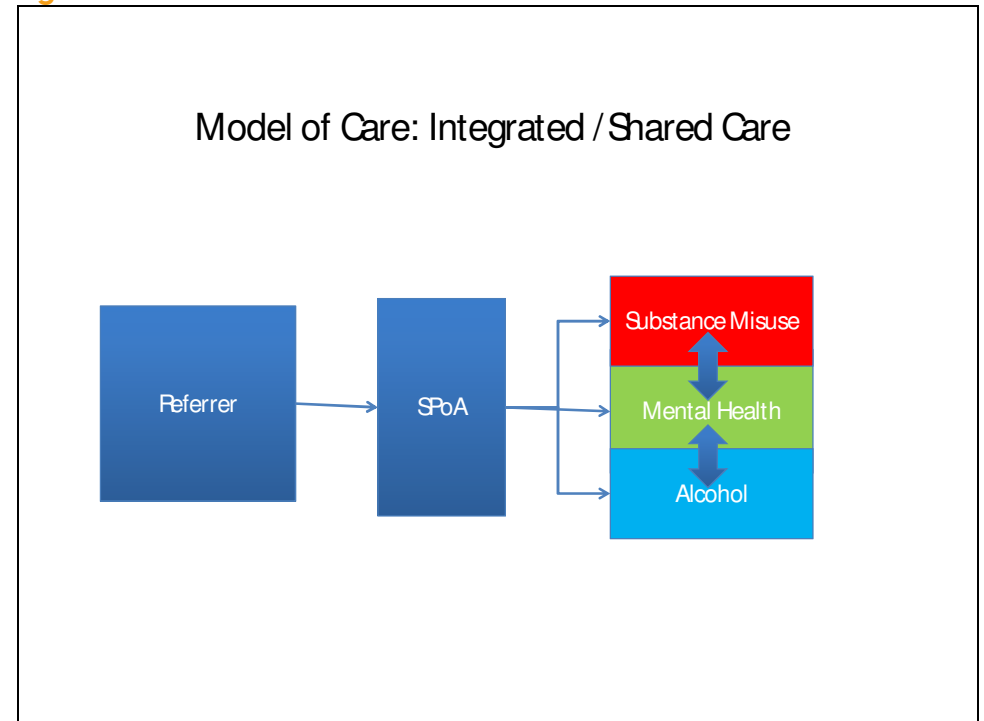 Model of Care: Integrated / Shared Care
Substance Misuse
Referrer
SPoA
Mental Health
Alcohol